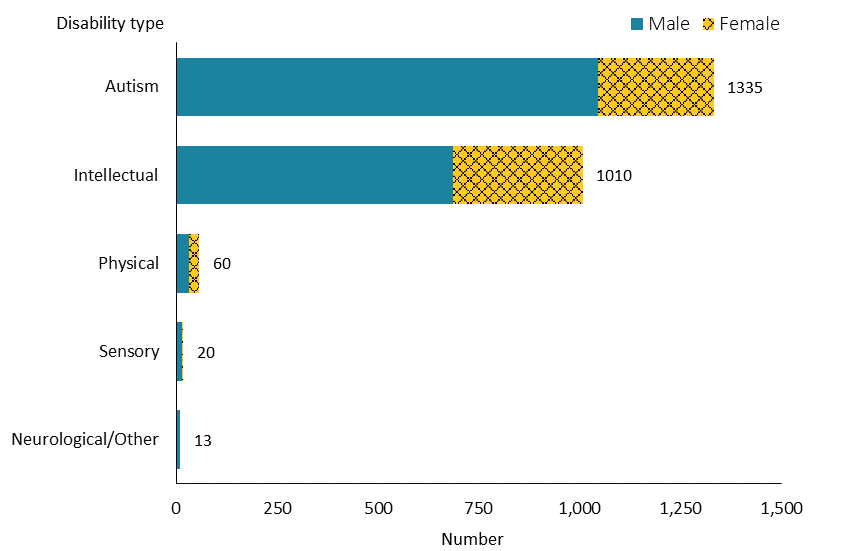 Disability type
Male Female
Autism 1335
Intellectual 1010
Physical 60
Sensory 20
Neurological/Other 13
0 250 500 750 1,000 1,250 1,500
Number